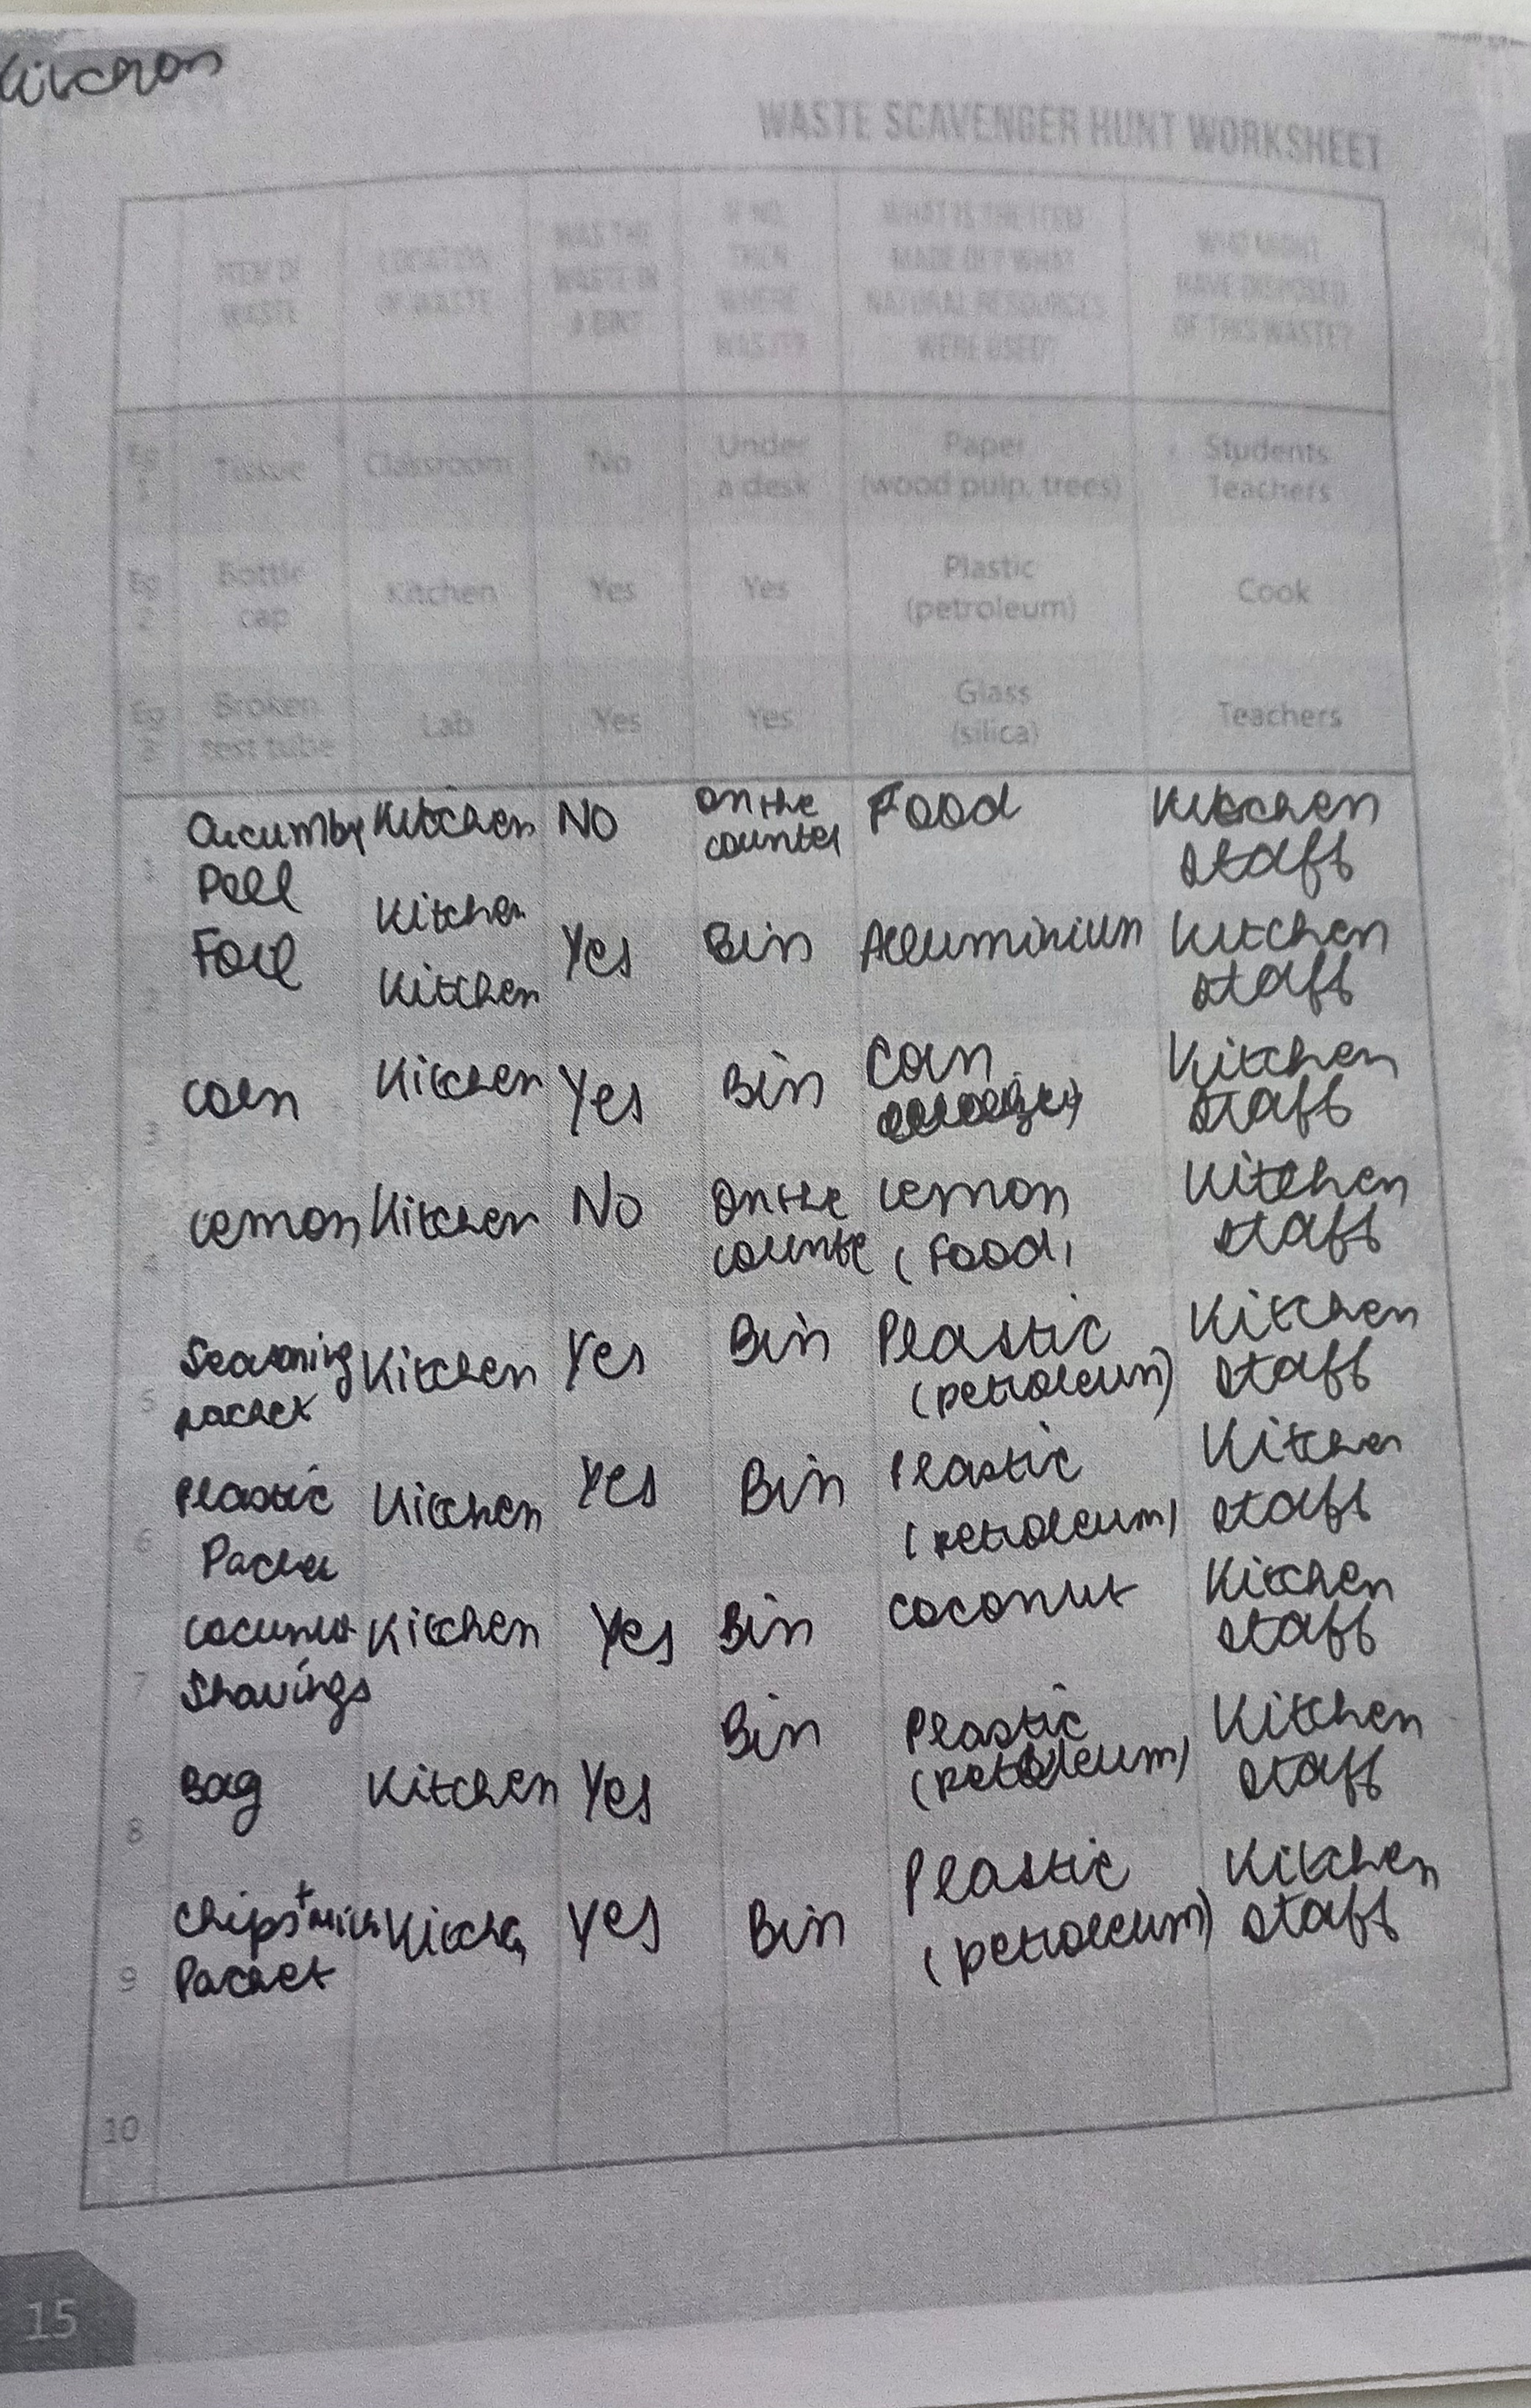 Kitchen
WASTE SCAVENGER HUNT WORKSHEET
ITEM OF WASTE | LOCATION OF WASTE | WAS THE WASTE IN A BIN? | IF NO, THEN WHERE WAS IT? | WHAT IS THE ITEM MADE OF? WHAT NATURAL RESOURCES WERE USED? | WHAT MIGHT HAVE DISPOSED OF THIS WASTE?
Eg 1 | Tissue | Classroom | No | Under a desk | Paper (wood pulp, trees) | Students Teachers
Eg 2 | Bottle cap | Kitchen | Yes | Yes | Plastic (petroleum) | Cook
Eg 3 | Broken test tube | Lab | Yes | Yes | Glass (silica) | Teachers
1 | Cucumber Peel | Kitchen | No | On the counter | Food | Kitchen staff
2 | Foil | Kitchen Kitchen | Yes | Bin | Alluminium | Kitchen staff
3 | Corn | Kitchen | Yes | Bin | Corn | Kitchen staff
4 | Lemon | Kitchen | No | On the counte | Lemon (Food) | Kitchen staff
5 | Seasoning packet | Kitchen | Yes | Bin | Plastic (petroleum) | Kitchen staff
6 | Plastic Packet | Kitchen | Yes | Bin | Plastic (petroleum) | Kitchen staff
7 | Cocunut Shavings | Kitchen | Yes | Bin | coconut | Kitchen staff
8 | Bag | Kitchen | Yes | Bin | Plastic (petroleum) | Kitchen staff
9 | Chips + Packet | Kitchen | Yes | Bin | Plastic (petroleum) | Kitchen staff
10
15